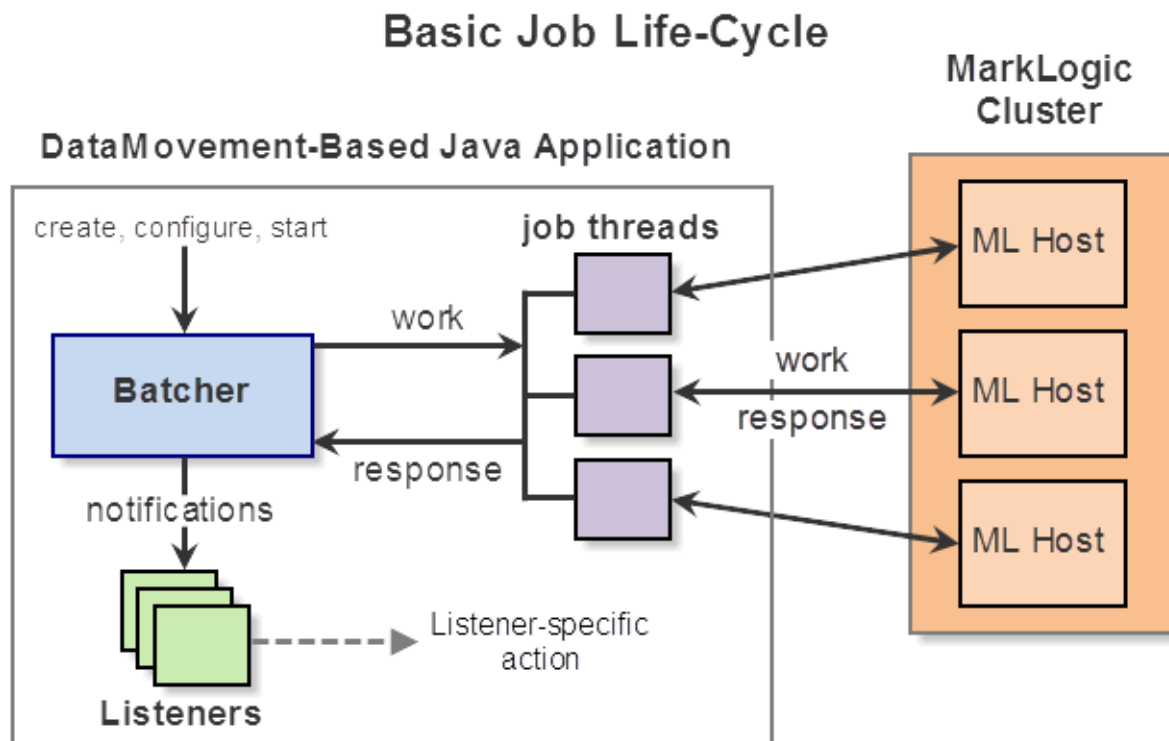 Basic Job Life-Cycle
MarkLogic
Cluster
DataMovement-Based Java Application
create, configure, start
job threads
ML Host
work
Batcher
work
response
ML Host
response
notifications
ML Host
Listener-specific
action
Listeners